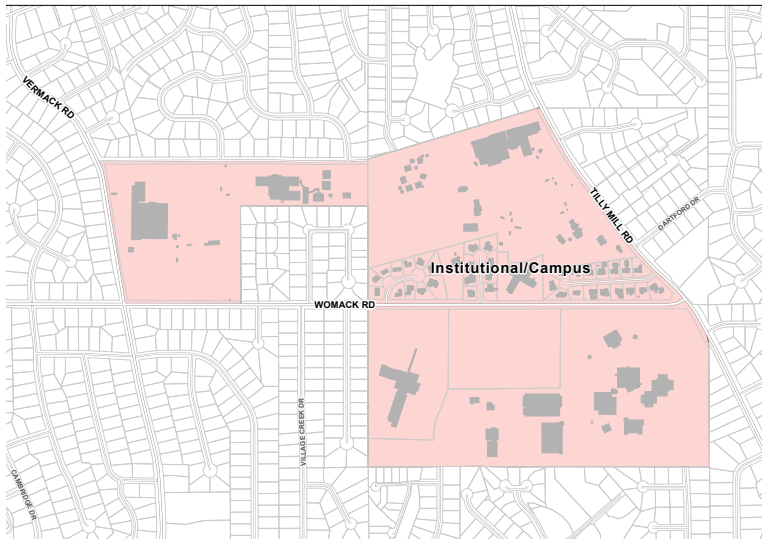 VERMACK RD
TILLY MILL RD
DARTFORD DR
Institutional/Campus
WOMACK RD
VILLAGE CREEK DR
CAMBRIDGE DR